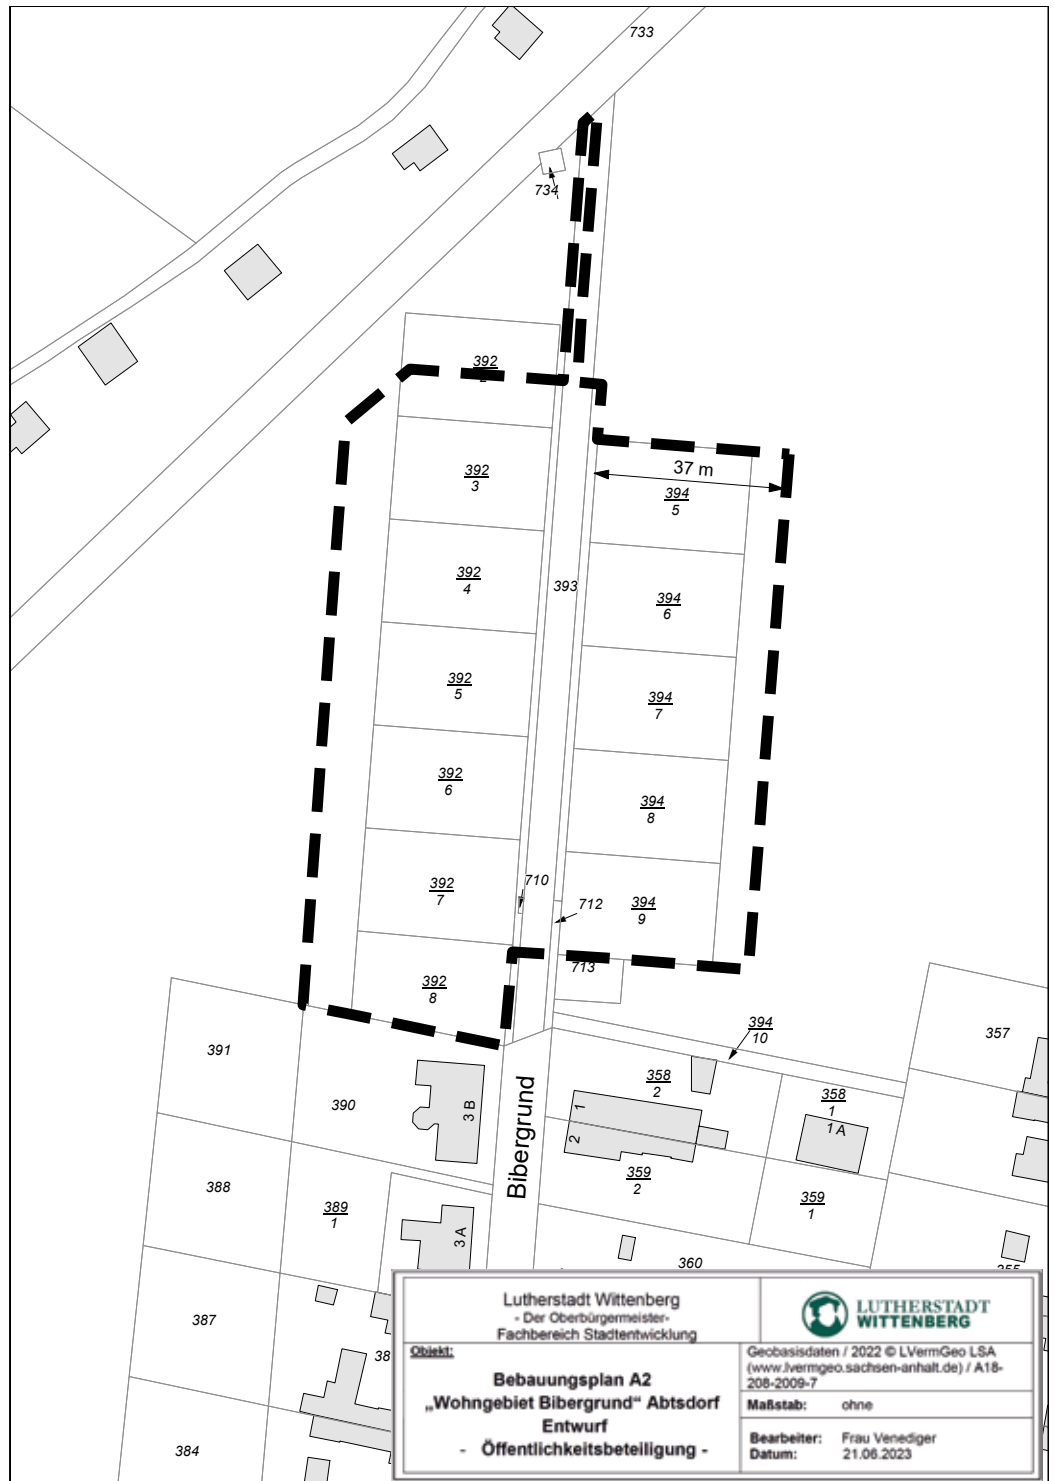 733
734
392
2
37 m
392
3
394
5
392
4
393
394
6
392
5
394
7
392
6
394
8
392
7
710
712
394
9
713
392
8
394
10
357
391
390
3 B
Bibergrund
358
2
1
2
358
1
1 A
359
2
359
1
388
389
1
3 A
360
355
387
38
384
Lutherstadt Wittenberg
- Der Oberbürgermeister-
Fachbereich Stadtentwicklung
LUTHERSTADT
WITTENBERG
Objekt:
Bebauungsplan A2
„Wohngebiet Bibergrund“ Abtsdorf
Entwurf
- Öffentlichkeitsbeteiligung -
Geobasisdaten / 2022 © LVermGeo LSA
(www.lvermgeo.sachsen-anhalt.de) / A18-
208-2009-7
Maßstab: ohne
Bearbeiter: Frau Venediger
Datum: 21.06.2023